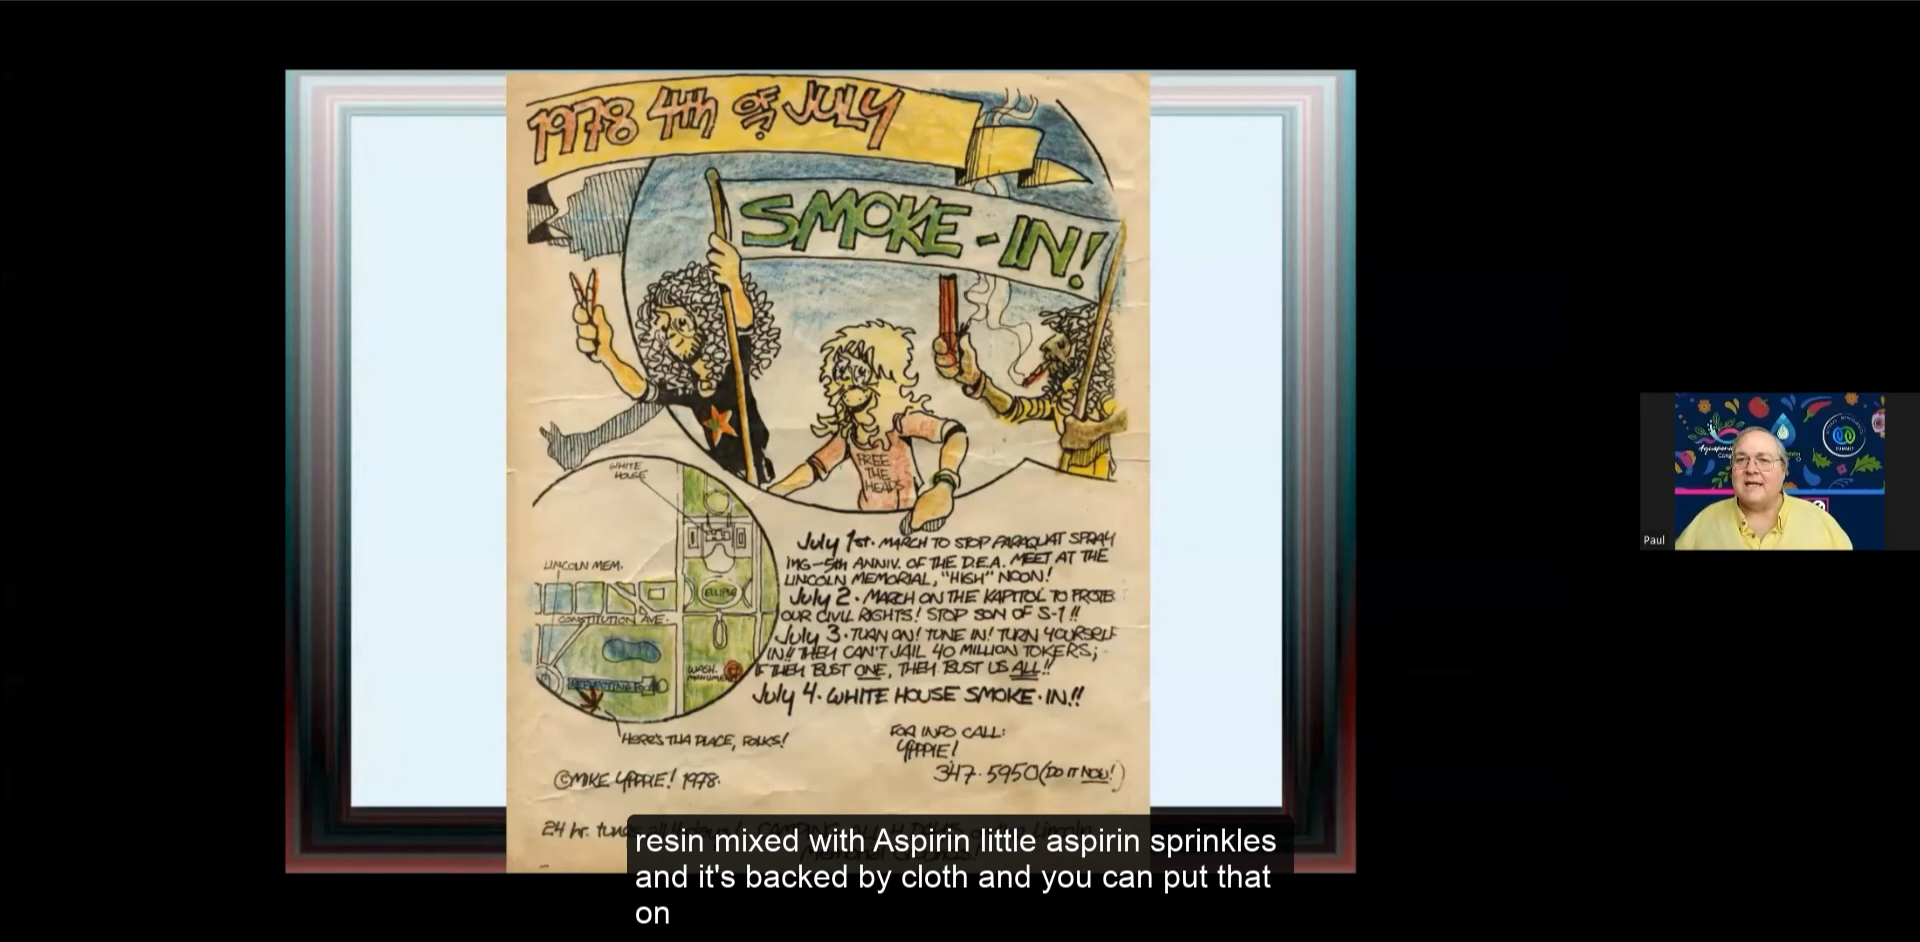 1978 4th OF JULY
SMOKE-IN!
FREE
THE
HEADS
WHITE
HOUSE
LINCOLN MEM.
ELLIPSE
CONSTITUTION AVE.
WASH.
MONUMENT
REFLECTING POOL
HERE'S THA PLACE, FOLKS!
July 1st. MARCH TO STOP PARAQUAT SPRAY
ING-5th ANNIV. OF THE D.E.A. MEET AT THE
LINCOLN MEMORIAL, "HIGH" NOON!
July 2. MARCH ON THE KAPITOL TO PROTE
OUR CIVIL RIGHTS! STOP SON OF S-1!!
July 3. TURN ON! TUNE IN! TURN YOURSELF
IN!! THEY CAN'T JAIL 40 MILLION TOKERS;
IF THEY BUST ONE, THEY BUST US ALL!!
July 4. WHITE HOUSE SMOKE-IN!!
FOR INFO CALL:
YIPPIE!
347-5950 (DO IT NOW!)
©MIKE YIPPIE! 1978.
24 hr.
resin mixed with Aspirin little aspirin sprinkles
and it's backed by cloth and you can put that
on
Paul